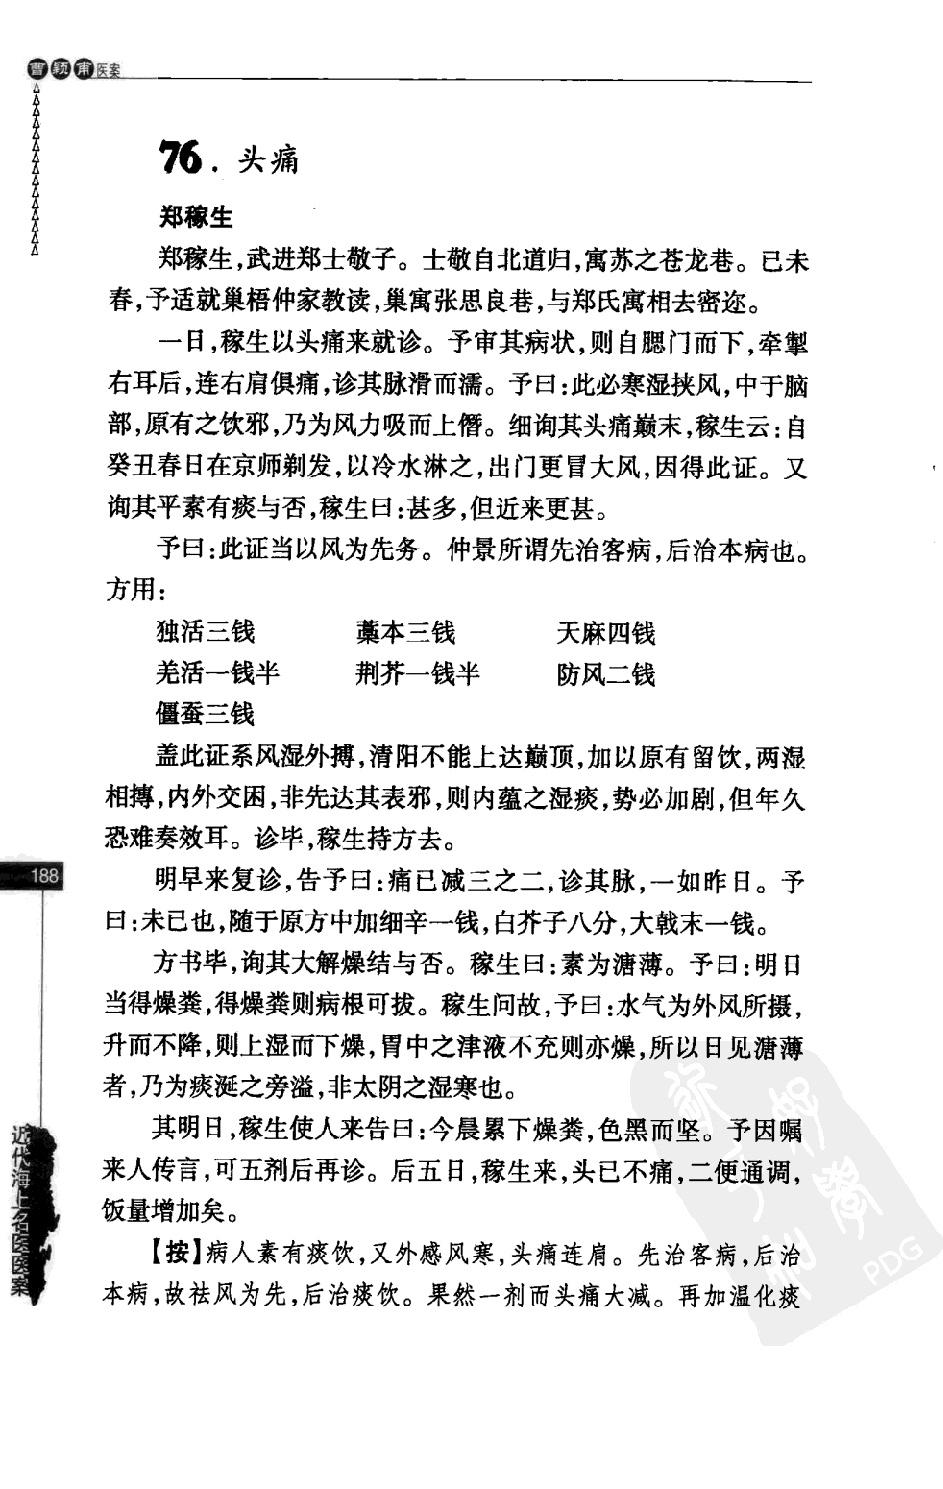 曹颖甫医案
76．头痛
郑稼生
郑稼生,武进郑士敬子。士敬自北道归,寓苏之苍龙巷。已未
春,予适就巢梧仲家教读,巢寓张思良巷,与郑氏寓相去密迩。
一日,稼生以头痛来就诊。予审其病状,则自腮门而下,牵掣
右耳后,连右肩俱痛,诊其脉滑而濡。予曰:此必寒湿挟风,中于脑
部,原有之饮邪,乃为风力吸而上僭。细询其头痛巅末,稼生云:自
癸丑春日在京师剃发,以冷水淋之,出门更冒大风,因得此证。又
询其平素有痰与否,稼生曰:甚多,但近来更甚。
予曰:此证当以风为先务。仲景所谓先治客病,后治本病也。
方用:
独活三钱 藁本三钱 天麻四钱
羌活一钱半 荆芥一钱半 防风二钱
僵蚕三钱
盖此证系风湿外搏,清阳不能上达巅顶,加以原有留饮,两湿
相搏,内外交困,非先达其表邪,则内蕴之湿痰,势必加剧,但年久
恐难奏效耳。诊毕,稼生持方去。
明早来复诊,告予曰:痛已减三之二,诊其脉,一如昨日。予
曰:未已也,随于原方中加细辛一钱,白芥子八分,大戟末一钱。
方书毕,询其大解燥结与否。稼生曰:素为溏薄。予曰:明日
当得燥粪,得燥粪则病根可拔。稼生问故,予曰:水气为外风所摄,
升而不降,则上湿而下燥,胃中之津液不充则亦燥,所以日见溏薄
者,乃为痰涎之旁溢,非太阴之湿寒也。
其明日,稼生使人来告曰:今晨累下燥粪,色黑而坚。予因嘱
来人传言,可五剂后再诊。后五日,稼生来,头已不痛,二便通调,
饭量增加矣。
【按】病人素有痰饮,又外感风寒,头痛连肩。先治客病,后治
本病,故祛风为先,后治痰饮。果然一剂而头痛大减。再加温化痰
188
近代海上名医医案
PDG